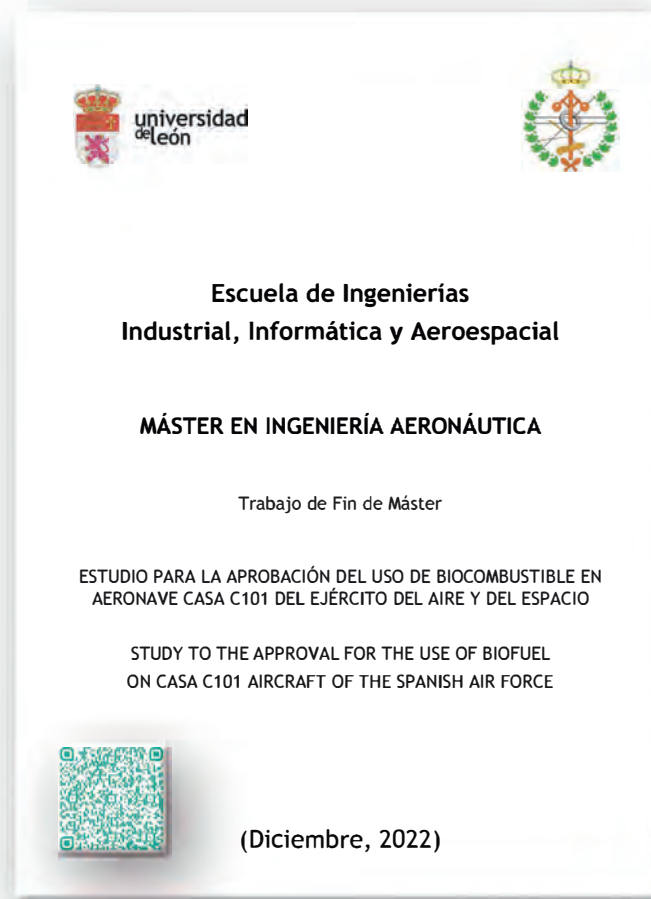 universidad
de león
Escuela de Ingenierías
Industrial, Informática y Aeroespacial
MÁSTER EN INGENIERÍA AERONÁUTICA
Trabajo de Fin de Máster
ESTUDIO PARA LA APROBACIÓN DEL USO DE BIOCOMBUSTIBLE EN
AERONAVE CASA C101 DEL EJÉRCITO DEL AIRE Y DEL ESPACIO
STUDY TO THE APPROVAL FOR THE USE OF BIOFUEL
ON CASA C101 AIRCRAFT OF THE SPANISH AIR FORCE
(Diciembre, 2022)